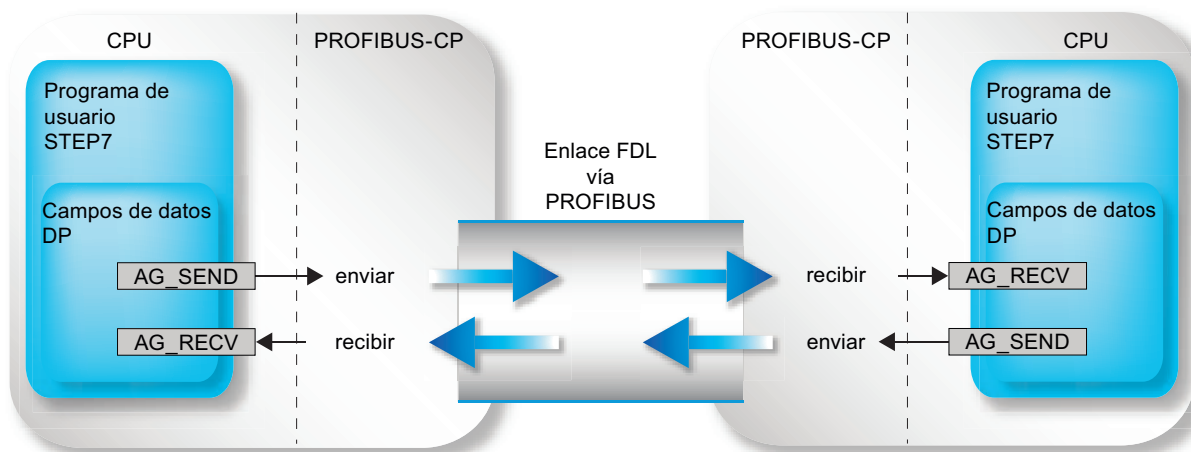 CPU
PROFIBUS-CP
PROFIBUS-CP
CPU
Programa de
usuario
STEP7
Campos de datos
DP
AG_SEND
AG_RECV
enviar
recibir
Enlace FDL
vía
PROFIBUS
recibir
enviar
Programa de
usuario
STEP7
Campos de datos
DP
AG_RECV
AG_SEND